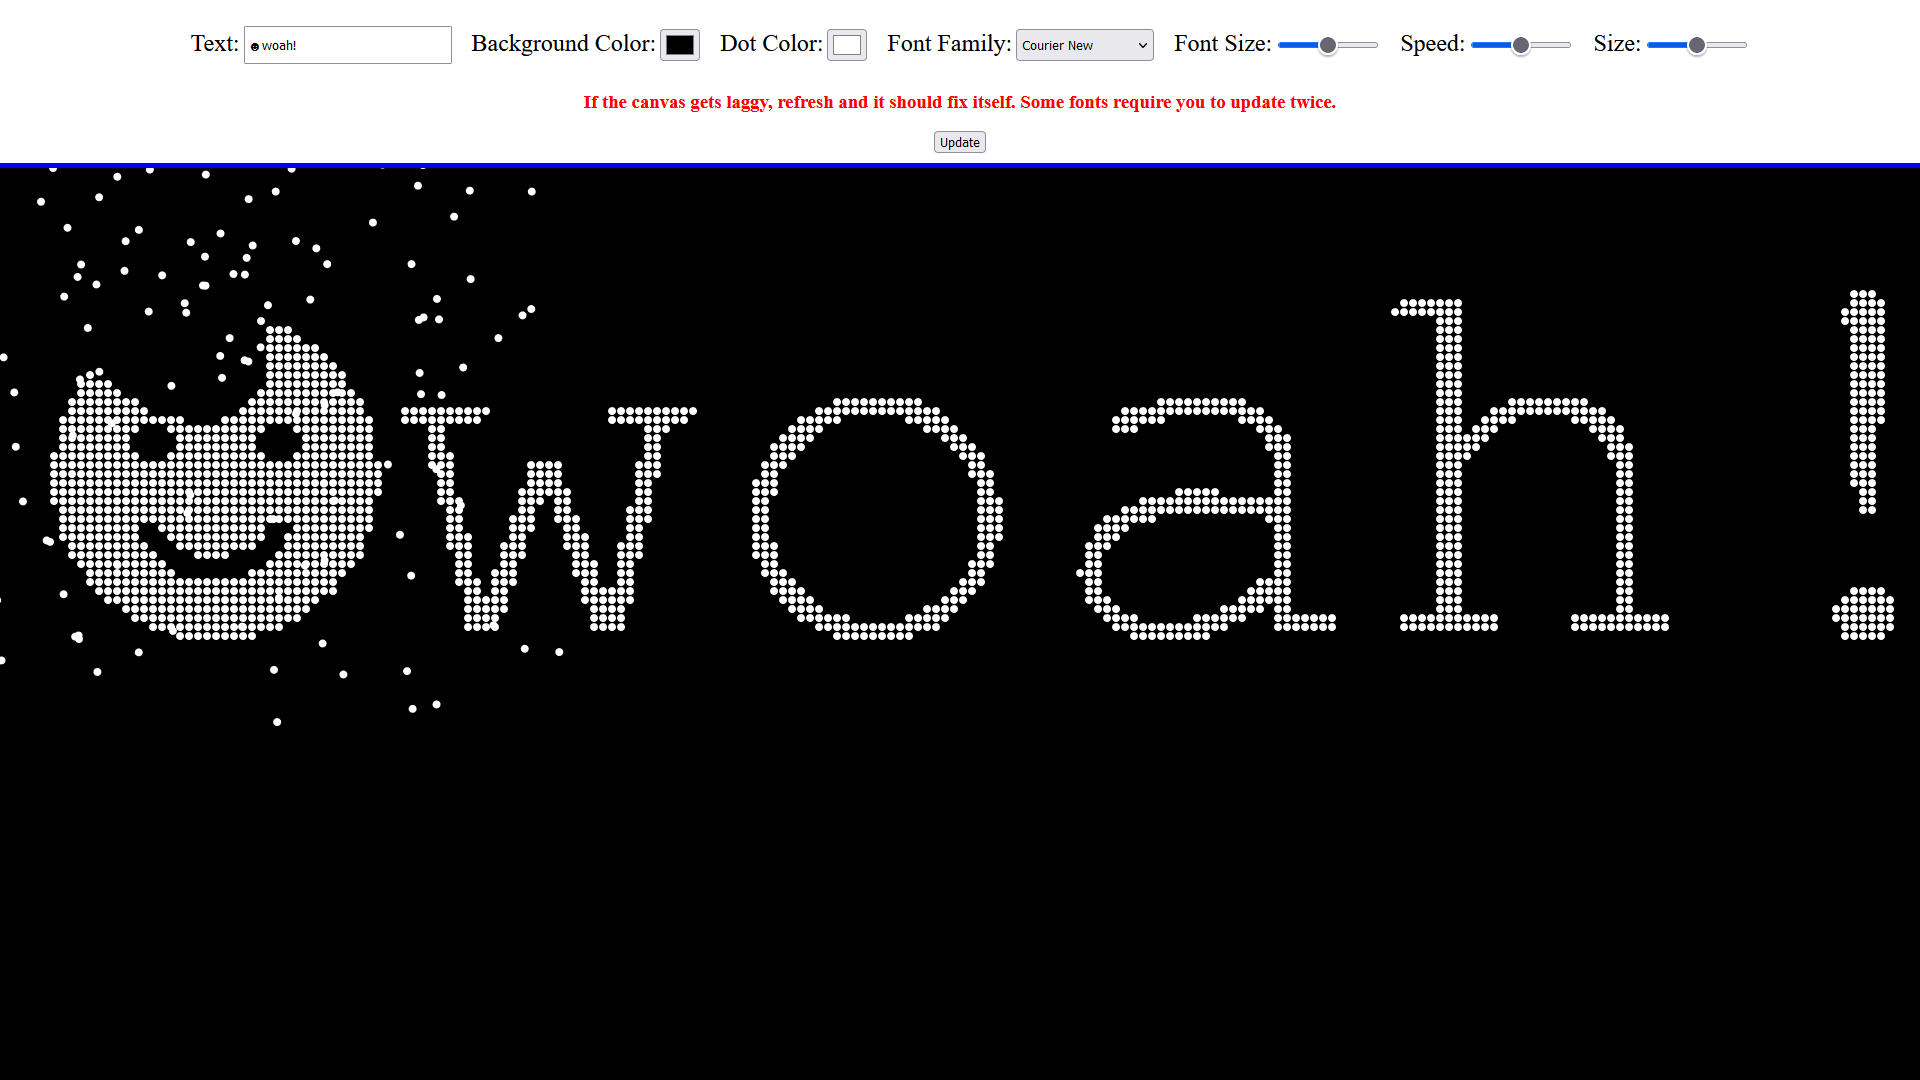 Text: ☻woah! Background Color: Dot Color: Font Family: Courier New Font Size: Speed: Size:
If the canvas gets laggy, refresh and it should fix itself. Some fonts require you to update twice.
Update
☻woah!